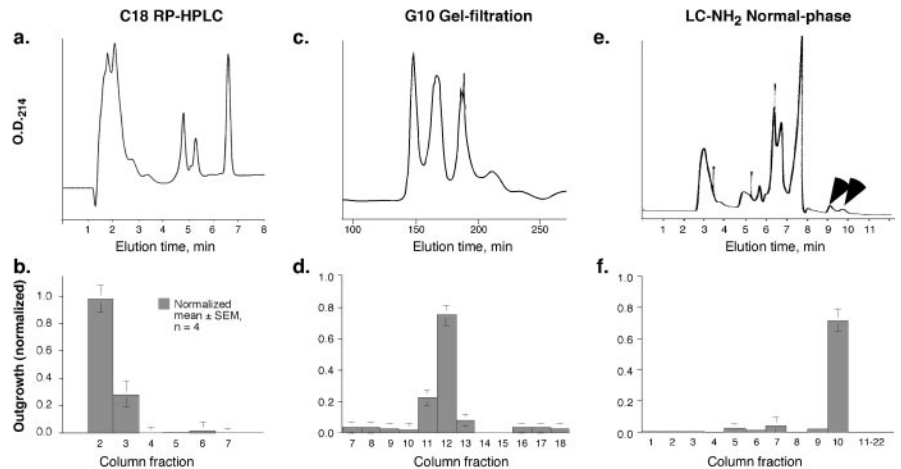 C18 RP-HPLC
G10 Gel-filtration
LC-NH2 Normal-phase
a.
c.
e.
O.D.214
1 2 3 4 5 6 7 8
Elution time, min
100 150 200 250
Elution time, min
1 2 3 4 5 6 7 8 9 10 11
Elution time, min
b.
d.
f.
Outgrowth (normalized)
1.0
0.8
0.6
0.4
0.2
0.0
Normalized
mean ± SEM,
n = 4
2 3 4 5 6 7
Column fraction
1.0
0.8
0.6
0.4
0.2
0.0
7 8 9 10 11 12 13 14 15 16 17 18
Column fraction
1.0
0.8
0.6
0.4
0.2
0.0
1 2 3 4 5 6 7 8 9 10 11-22
Column fraction